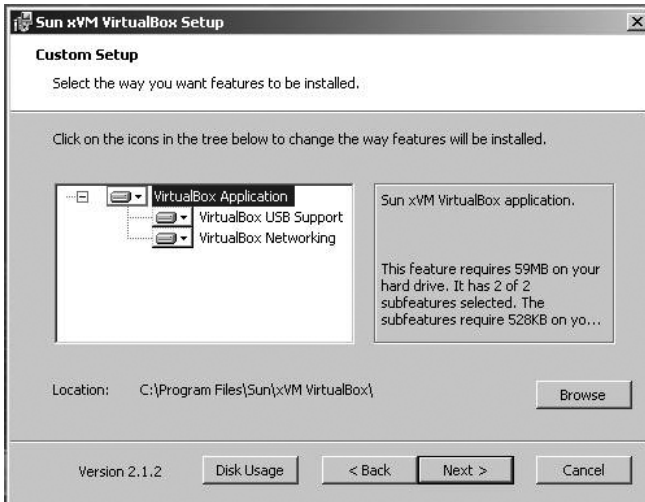 Sun xVM VirtualBox Setup
Custom Setup
Select the way you want features to be installed.
Click on the icons in the tree below to change the way features will be installed.
VirtualBox Application
VirtualBox USB Support
VirtualBox Networking
Sun xVM VirtualBox application.
This feature requires 59MB on your
hard drive. It has 2 of 2
subfeatures selected. The
subfeatures require 528KB on yo...
Location: C:\Program Files\Sun\xVM VirtualBox\
Browse
Version 2.1.2 Disk Usage < Back Next > Cancel